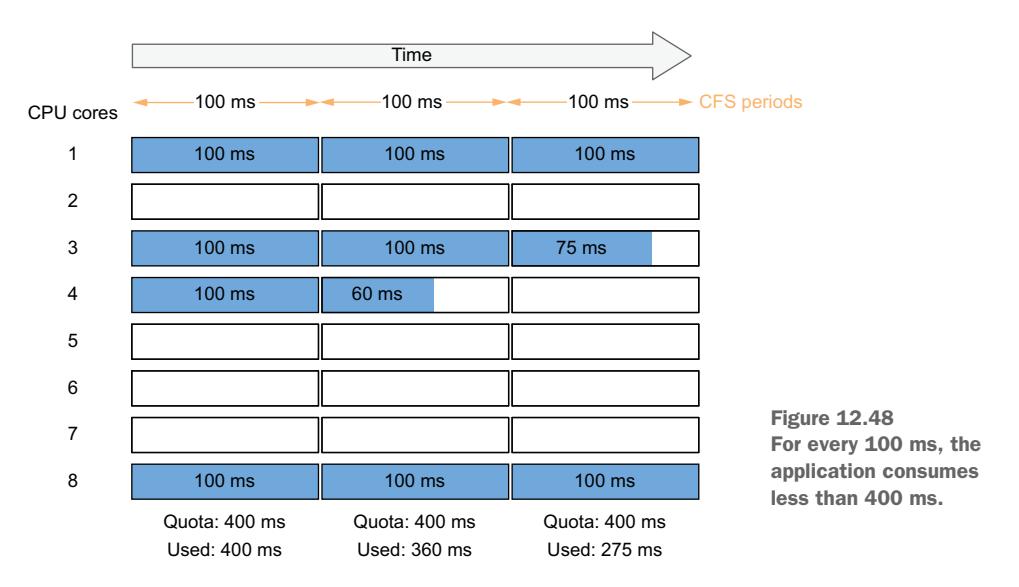 Time
100 ms 100 ms 100 ms CFS periods
CPU cores
1 100 ms 100 ms 100 ms
2
3 100 ms 100 ms 75 ms
4 100 ms 60 ms
5
6
7
8 100 ms 100 ms 100 ms
Quota: 400 ms Quota: 400 ms Quota: 400 ms
Used: 400 ms Used: 360 ms Used: 275 ms
Figure 12.48
For every 100 ms, the
application consumes
less than 400 ms.